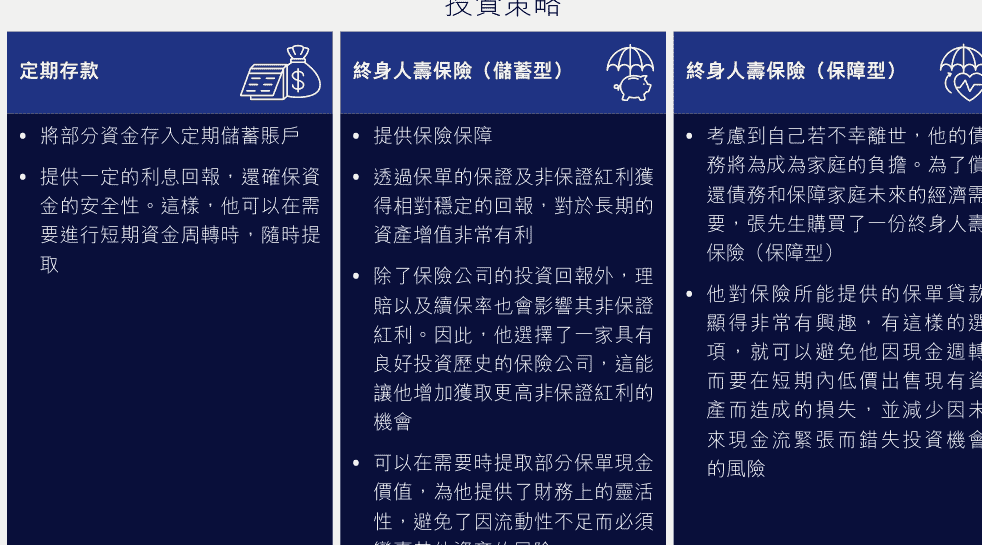 投資策略
定期存款
將部分資金存入定期儲蓄賬戶
提供一定的利息回報，還確保資
金的安全性。這樣，他可以在需
要進行短期資金周轉時，隨時提
取
終身人壽保險（儲蓄型）
提供保險保障
透過保單的保證及非保證紅利獲
得相對穩定的回報，對於長期的
資產增值非常有利
除了保險公司的投資回報外，理
賠以及續保率也會影響其非保證
紅利。因此，他選擇了一家具有
良好投資歷史的保險公司，這能
讓他增加獲取更高非保證紅利的
機會
可以在需要時提取部分保單現金
價值，為他提供了財務上的靈活
性，避免了因流動性不足而必須
終身人壽保險（保障型）
考慮到自己若不幸離世，他的債
務將為成為家庭的負擔。為了償
還債務和保障家庭未來的經濟需
要，張先生購買了一份終身人壽
保險（保障型）
他對保險所能提供的保單貸款
顯得非常有興趣，有這樣的選
項，就可以避免他因現金週轉
而要在短期內低價出售現有資
產而造成的損失，並減少因未
來現金流緊張而錯失投資機會
的風險